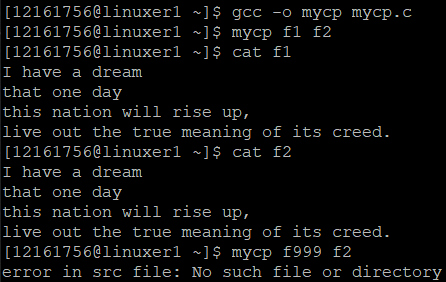 [12161756@linuxer1 ~]$ gcc -o mycp mycp.c
[12161756@linuxer1 ~]$ mycp f1 f2
[12161756@linuxer1 ~]$ cat f1
I have a dream
that one day
this nation will rise up,
live out the true meaning of its creed.
[12161756@linuxer1 ~]$ cat f2
I have a dream
that one day
this nation will rise up,
live out the true meaning of its creed.
[12161756@linuxer1 ~]$ mycp f999 f2
error in src file: No such file or directory